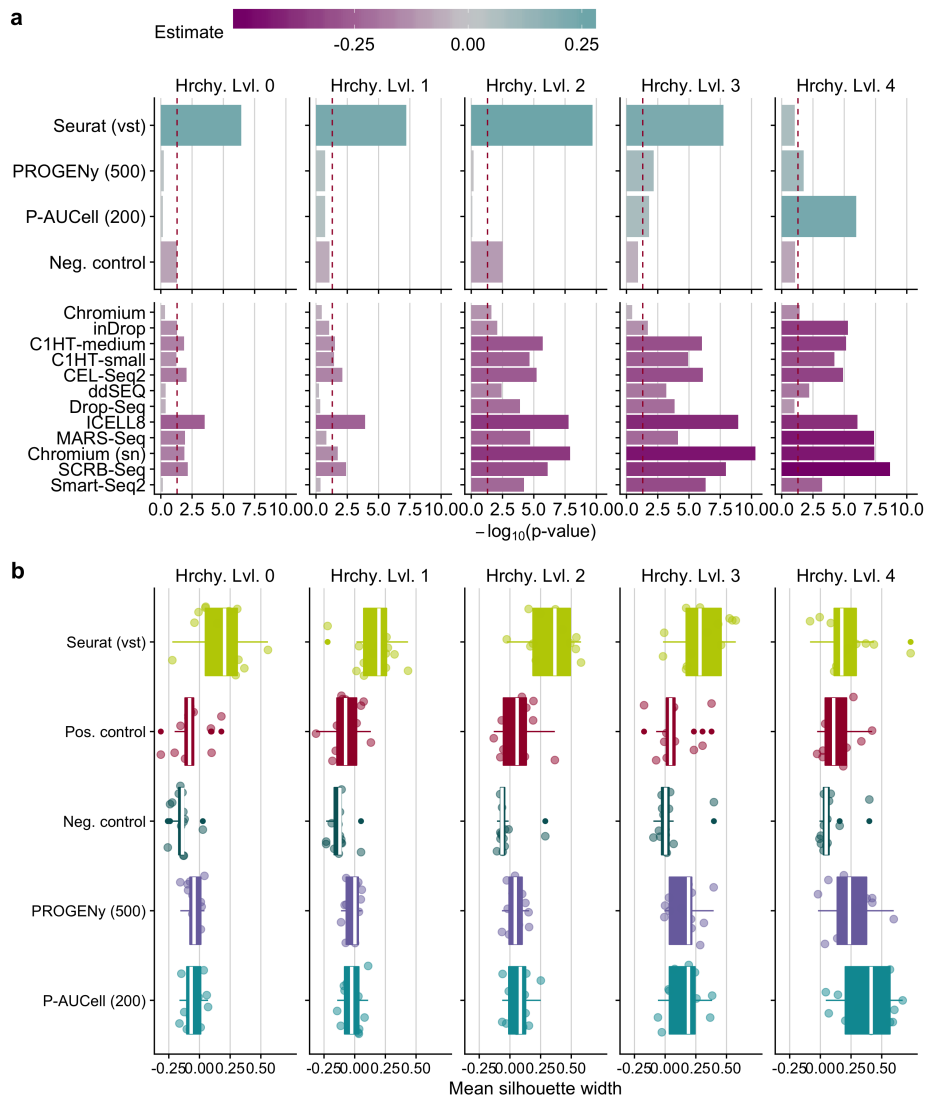 a
Estimate
-0.25 0.00 0.25
Hrchy. Lvl. 0 Hrchy. Lvl. 1 Hrchy. Lvl. 2 Hrchy. Lvl. 3 Hrchy. Lvl. 4
Seurat (vst)
PROGENy (500)
P-AUCell (200)
Neg. control
Chromium
inDrop
C1HT-medium
C1HT-small
CEL-Seq2
ddSEQ
Drop-Seq
ICELL8
MARS-Seq
Chromium (sn)
SCRB-Seq
Smart-Seq2
0.0 2.5 5.0 7.5 10.0 0.0 2.5 5.0 7.5 10.0 0.0 2.5 5.0 7.5 10.0 0.0 2.5 5.0 7.5 10.0 0.0 2.5 5.0 7.5 10.0
−log10(p-value)
b
Hrchy. Lvl. 0 Hrchy. Lvl. 1 Hrchy. Lvl. 2 Hrchy. Lvl. 3 Hrchy. Lvl. 4
Seurat (vst)
Pos. control
Neg. control
PROGENy (500)
P-AUCell (200)
-0.25 0.00 0.25 0.50 -0.25 0.00 0.25 0.50 -0.25 0.00 0.25 0.50 -0.25 0.00 0.25 0.50 -0.25 0.00 0.25 0.50
Mean silhouette width